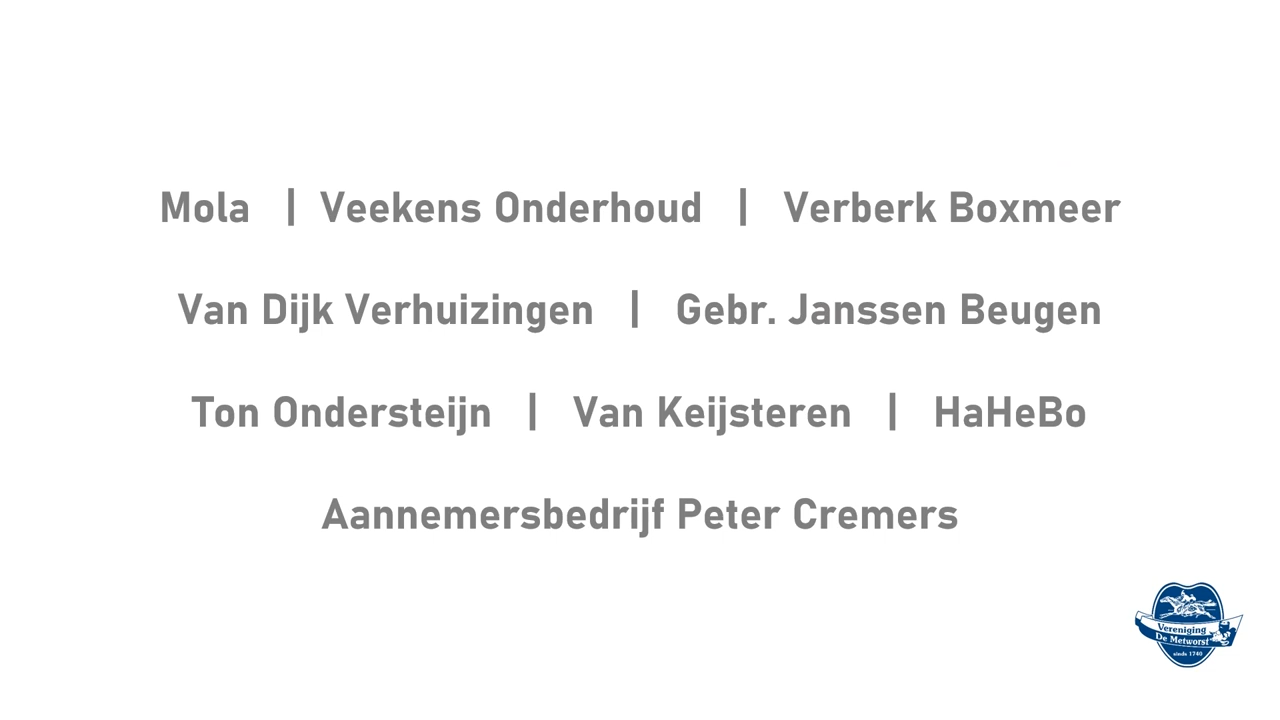 Mola | Veekens Onderhoud | Verberk Boxmeer
Van Dijk Verhuizingen | Gebr. Janssen Beugen
Ton Ondersteijn | Van Keijsteren | HaHeBo
Aannemersbedrijf Peter Cremers
Vereniging
De Metworst
sinds 1740